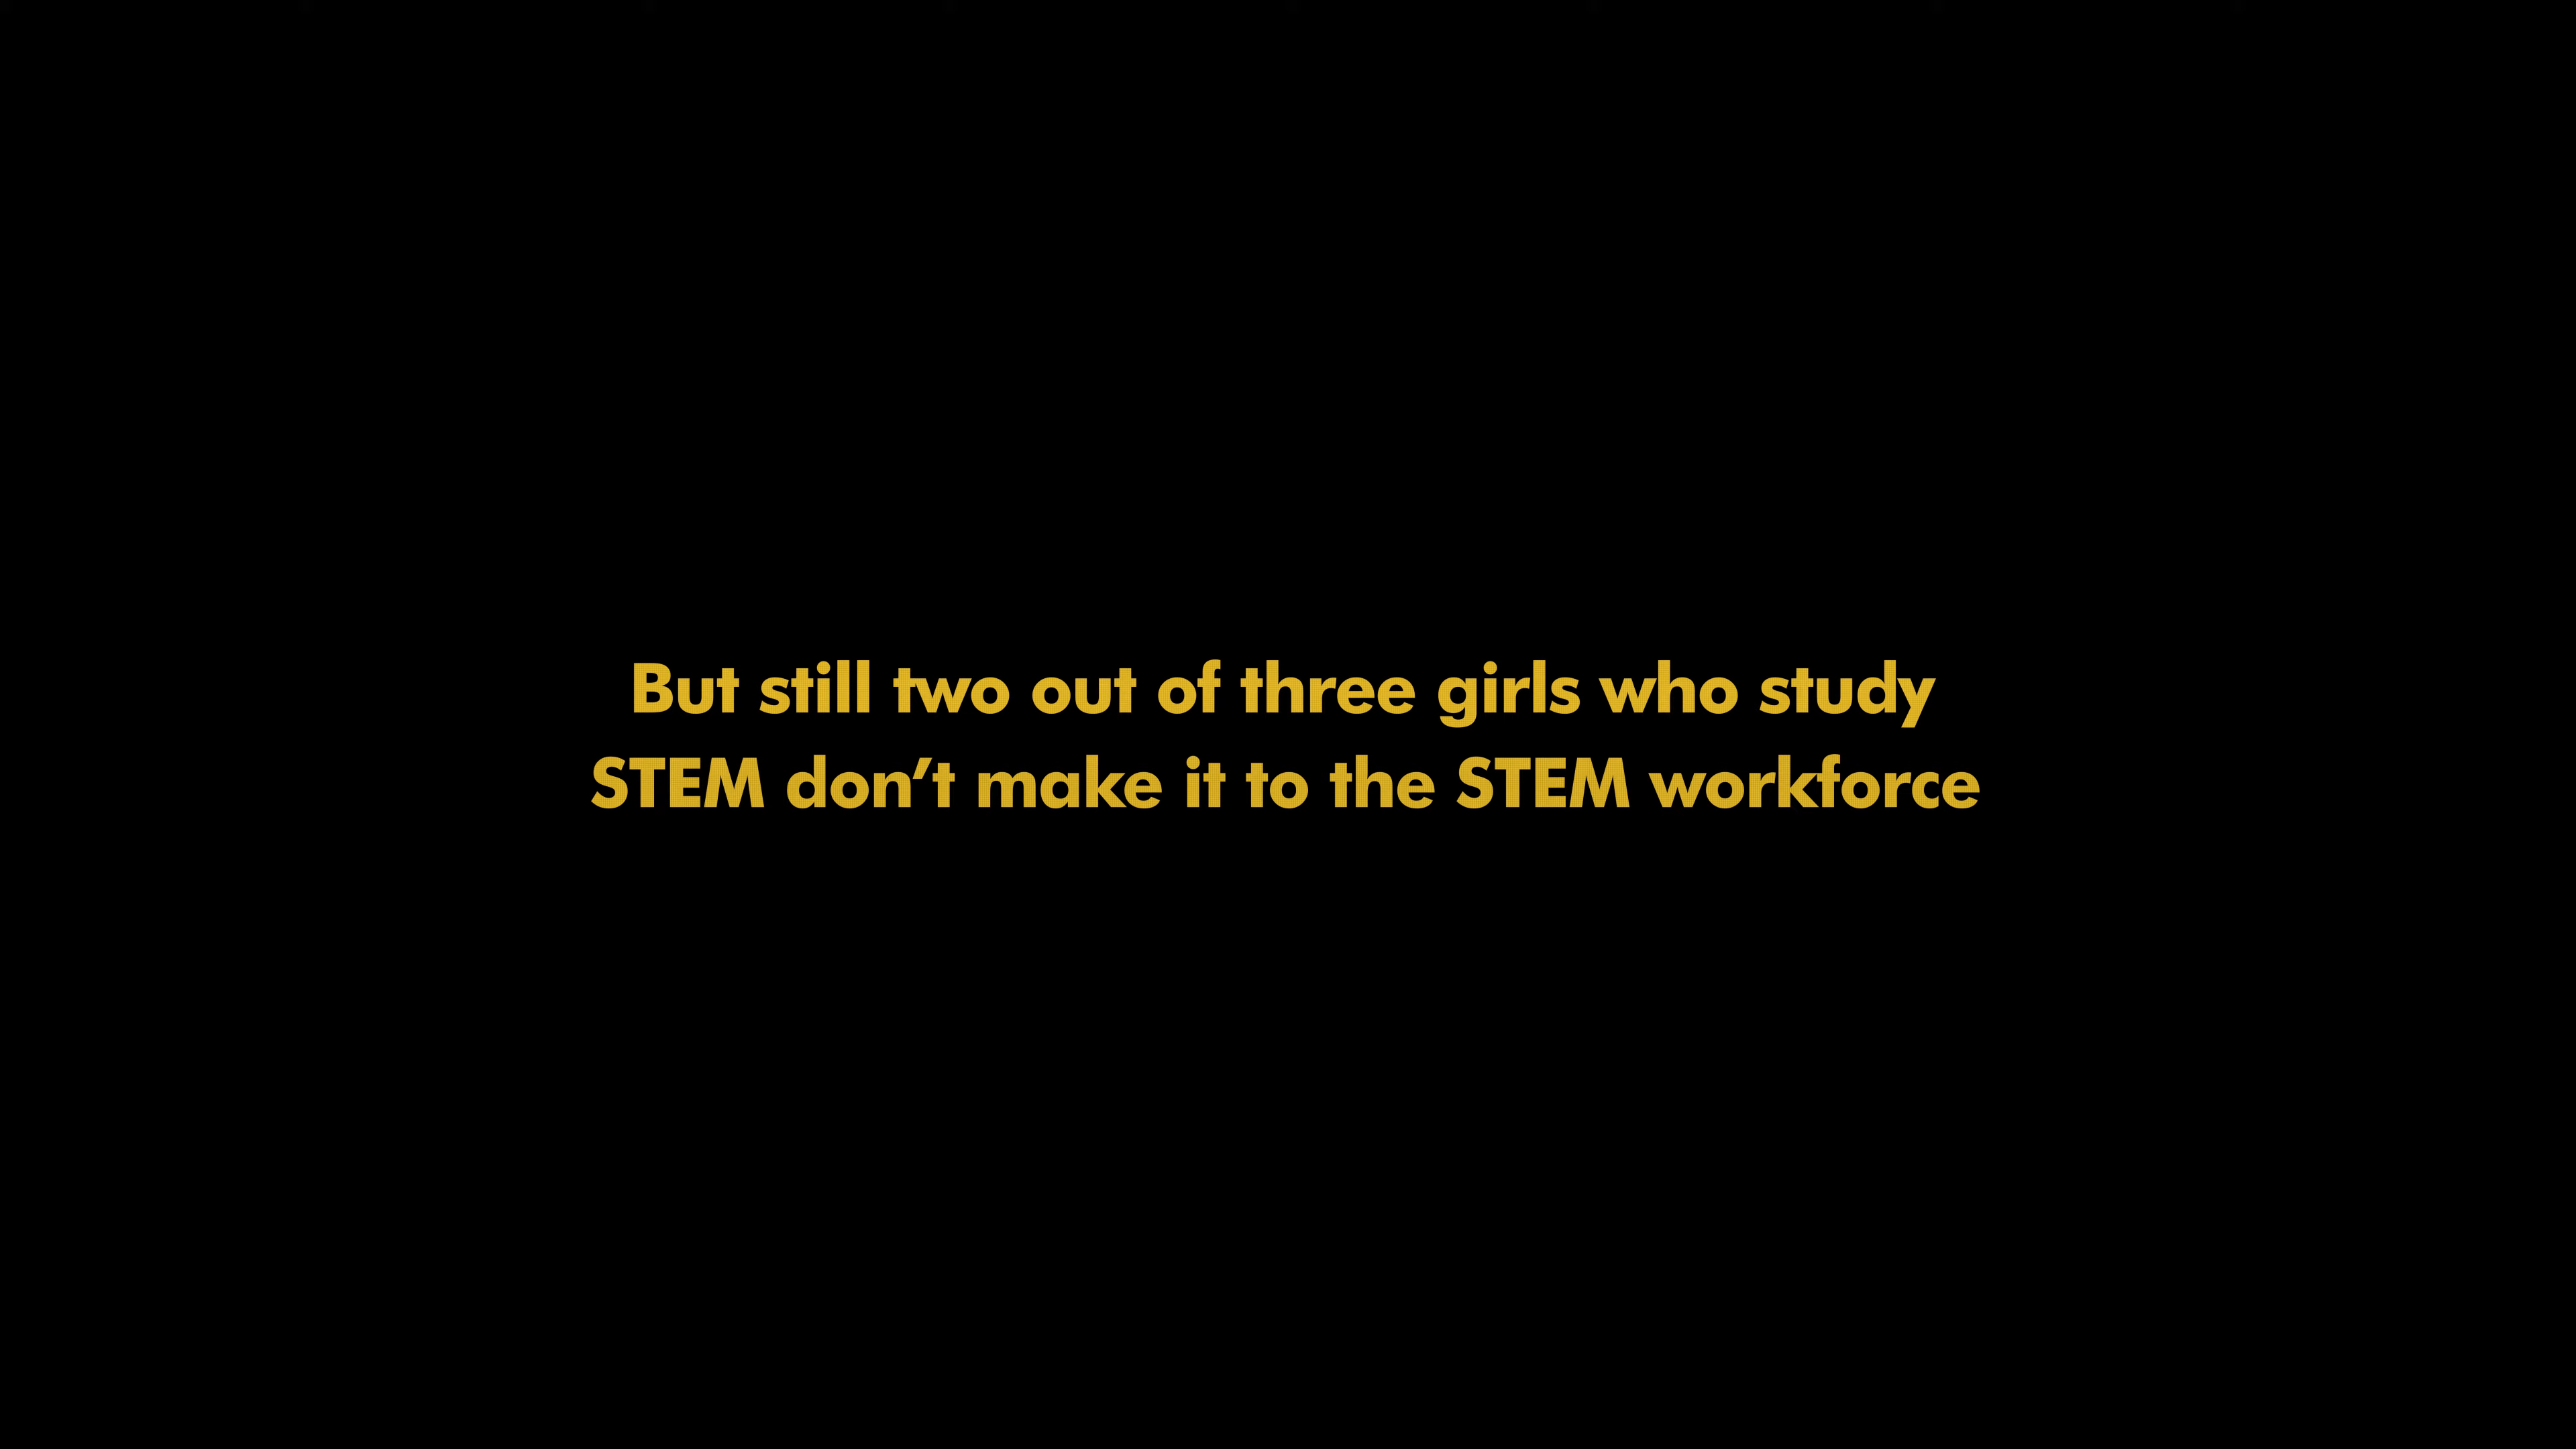 But still two out of three girls who study
STEM don’t make it to the STEM workforce